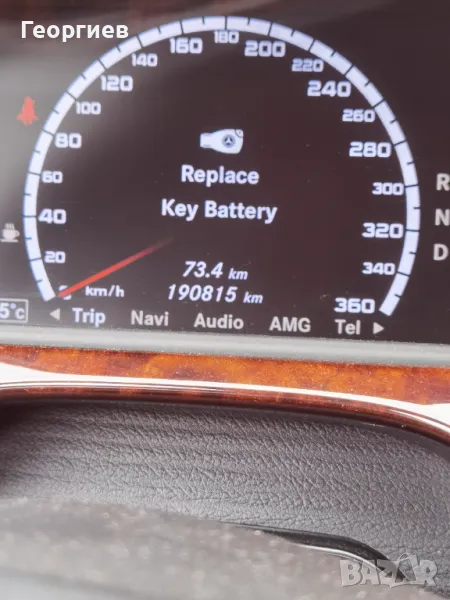 Георгиев
20
40
60
80
100
120
140
160
180
200
220
240
260
280
300
320
340
360
Replace
Key Battery
73.4 km
190815 km
km/h
R
N
D
5°C
◄ Trip Navi Audio AMG Tel ►
BAZAR